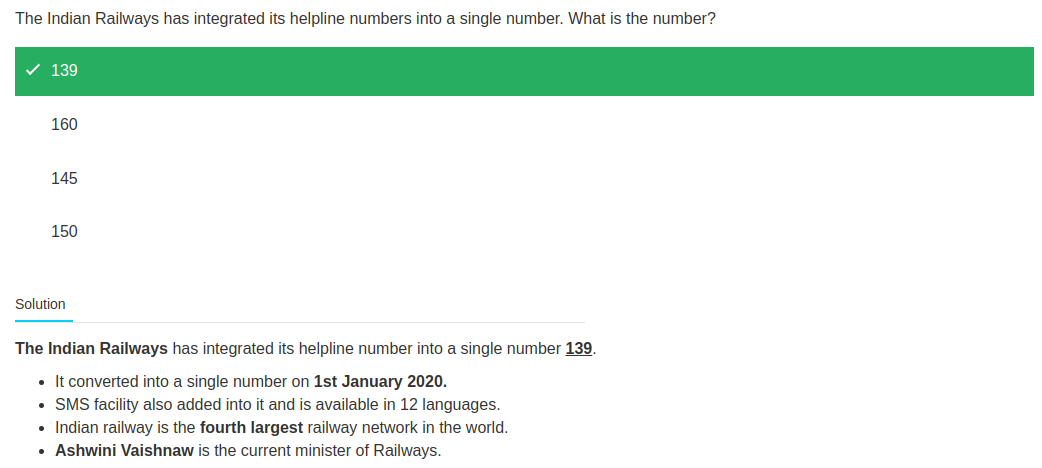 The Indian Railways has integrated its helpline numbers into a single number. What is the number?
139
160
145
150
Solution
The Indian Railways has integrated its helpline number into a single number 139.
It converted into a single number on 1st January 2020.
SMS facility also added into it and is available in 12 languages.
Indian railway is the fourth largest railway network in the world.
Ashwini Vaishnaw is the current minister of Railways.